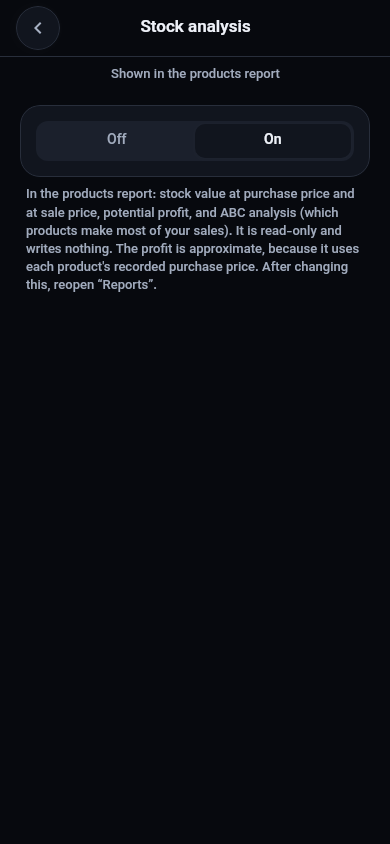 Stock analysis
Shown in the products report
Off
On
In the products report: stock value at purchase price and
at sale price, potential profit, and ABC analysis (which
products make most of your sales). It is read-only and
writes nothing. The profit is approximate, because it uses
each product's recorded purchase price. After changing
this, reopen “Reports”.